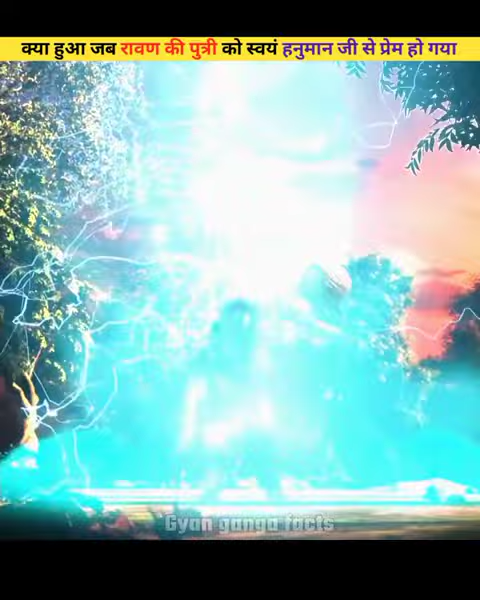 क्या हुआ जब रावण की पुत्री को स्वयं हनुमान जी से प्रेम हो गया
Gyan ganga facts